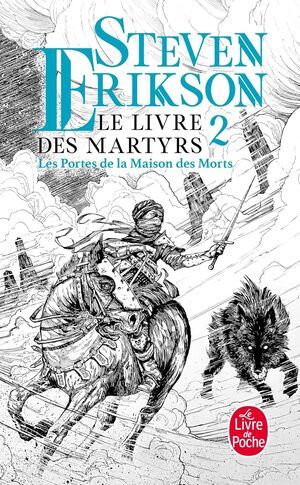 STEVEN
ERIKSON
LE LIVRE
DES MARTYRS 2
Les Portes de la Maison des Morts
Le
Livre
de
Poche